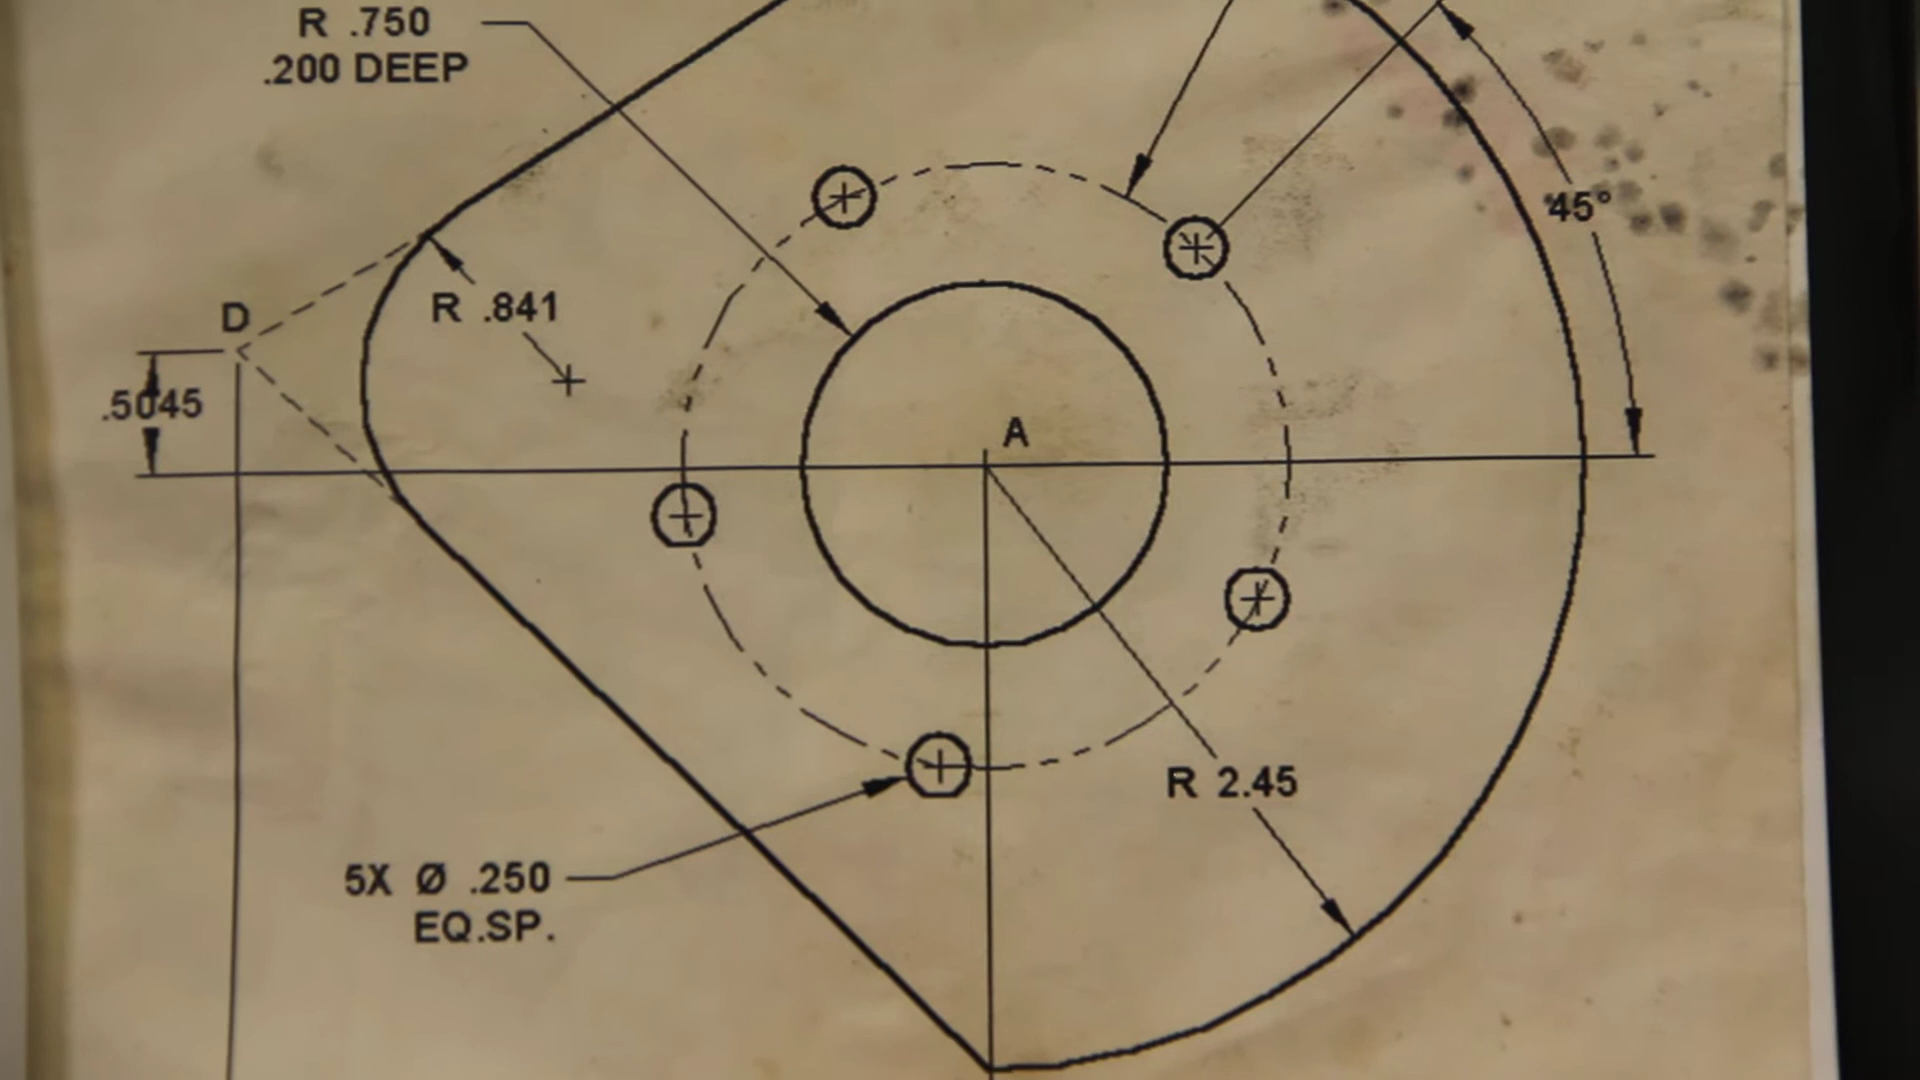 R .750
.200 DEEP
45°
D
R .841
.5045
A
R 2.45
5X Ø .250
EQ.SP.